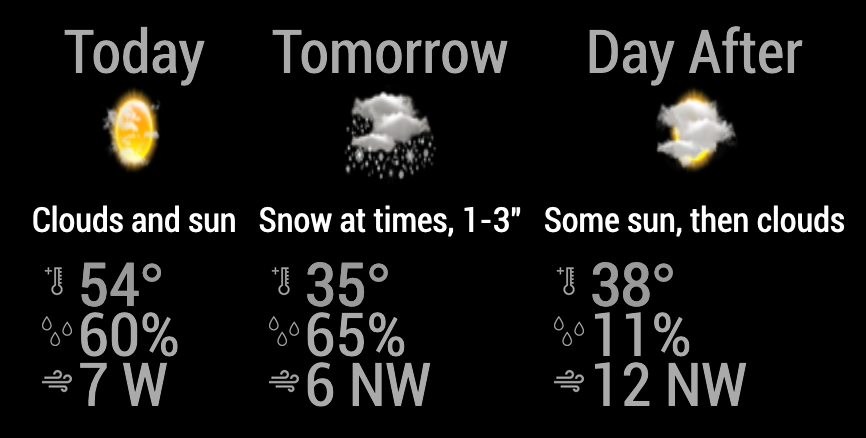 Today Tomorrow Day After
Clouds and sun Snow at times, 1-3" Some sun, then clouds
54° 35° 38°
60% 65% 11%
7 W 6 NW 12 NW